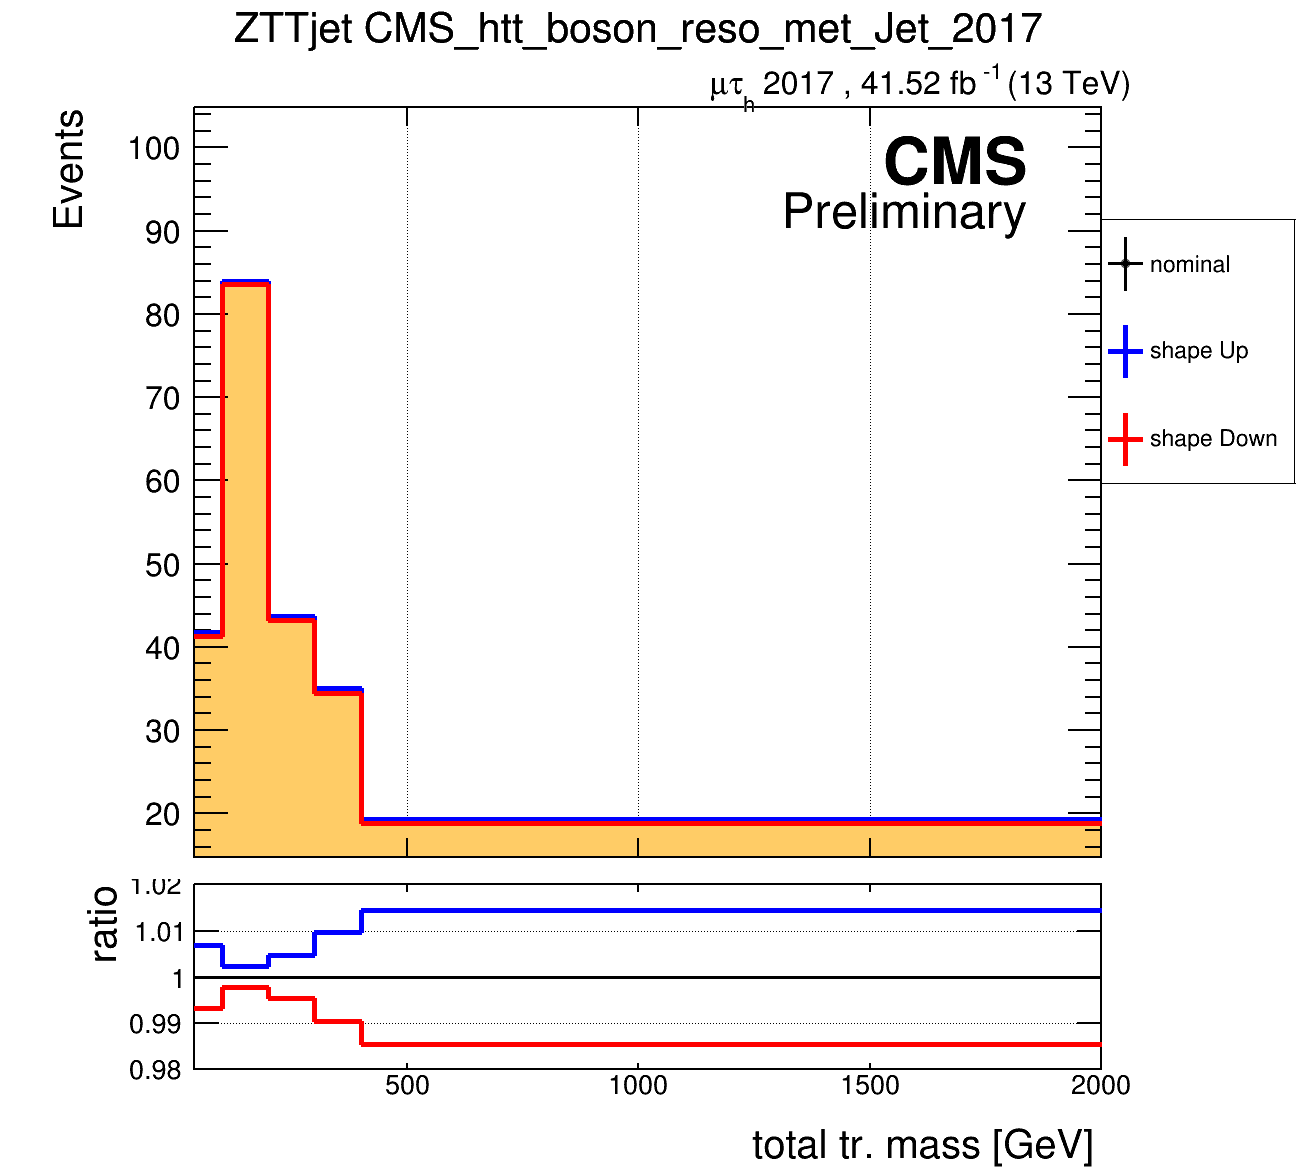 ZTTjet CMS_htt_boson_reso_met_Jet_2017
μτh 2017 , 41.52 fb-1 (13 TeV)
CMS
Preliminary
Events
100
90
80
70
60
50
40
30
20
nominal
shape Up
shape Down
ratio
1.02
1.01
1
0.99
0.98
500 1000 1500 2000
total tr. mass [GeV]